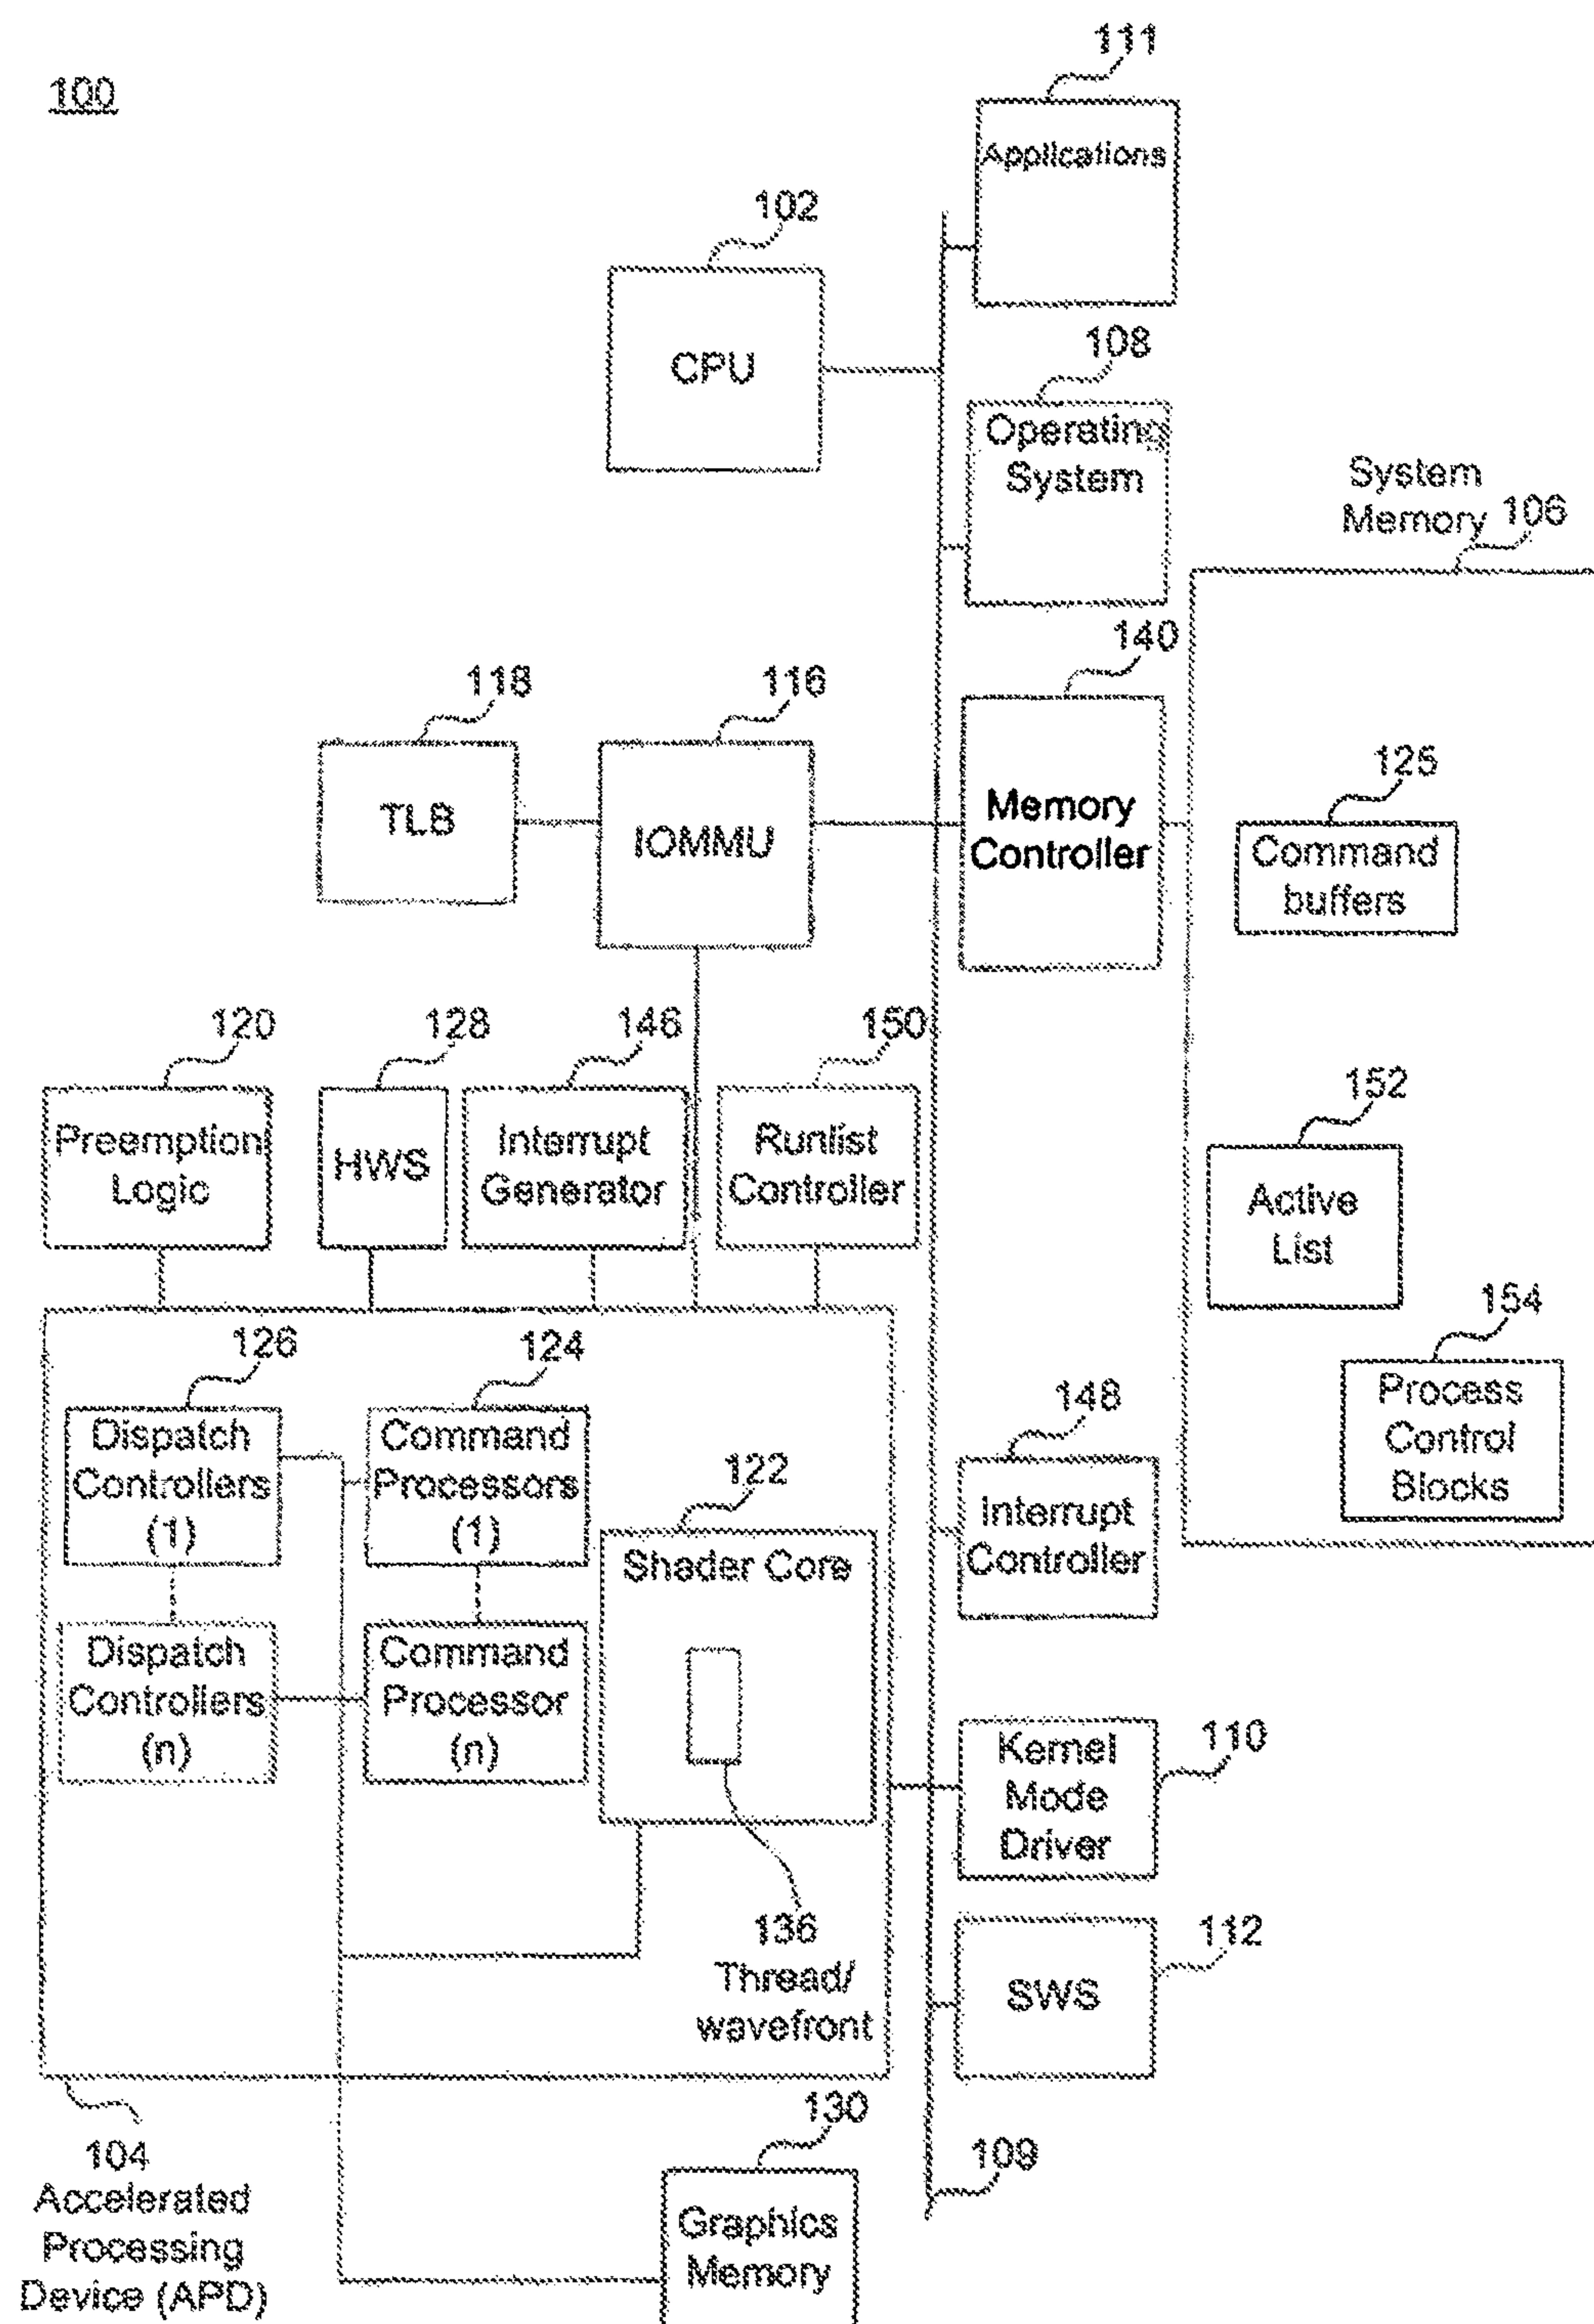 100
111
Applications
102
CPU
108
Operating
System
System
Memory 106
140
Memory
Controller
118
TLB
116
IOMMU
125
Command
buffers
120
Preemption
Logic
128
HWS
146
Interrupt
Generator
150
Runlist
Controller
152
Active
List
154
Process
Control
Blocks
126
Dispatch
Controllers
(1)
124
Command
Processors
(1)
122
Shader Core
148
Interrupt
Controller
Dispatch
Controllers
(n)
Command
Processor
(n)
Kernel
Mode
Driver
110
136
Thread/
wavefront
SWS
112
104
Accelerated
Processing
Device (APD)
130
Graphics
Memory
109